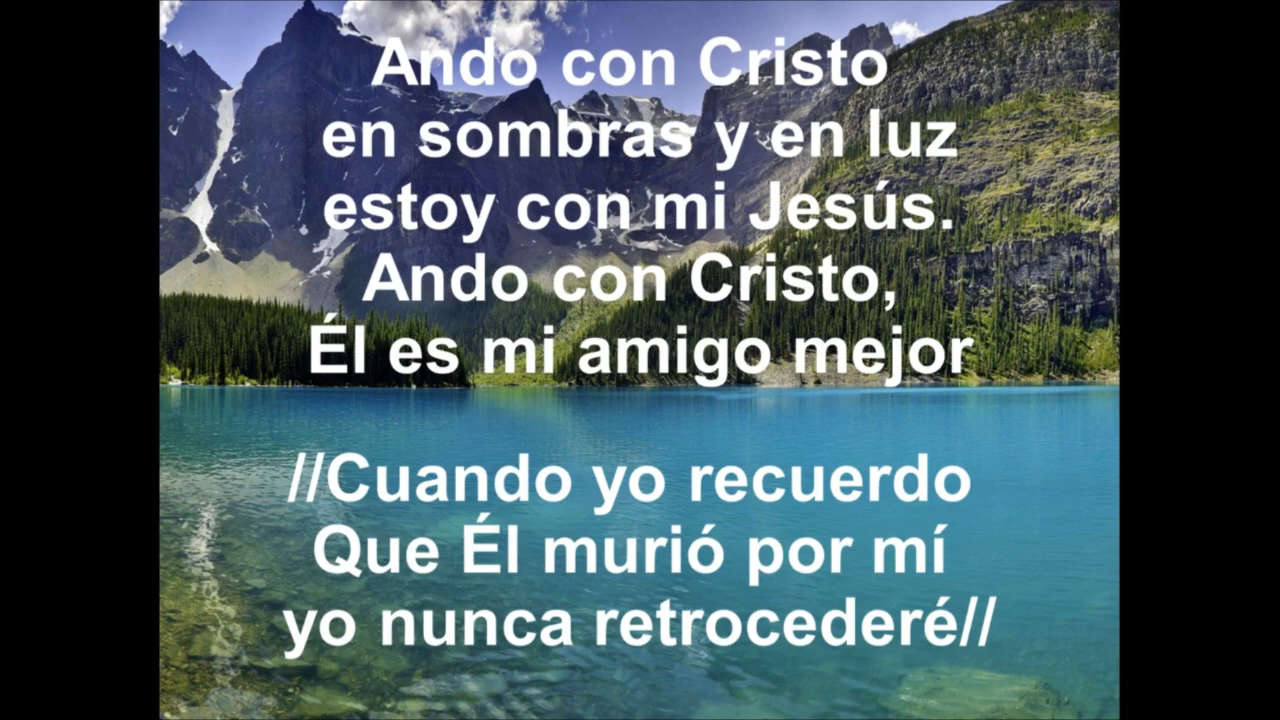 Ando con Cristo
en sombras y en luz
estoy con mi Jesús.
Ando con Cristo,
Él es mi amigo mejor
//Cuando yo recuerdo
Que Él murió por mí
yo nunca retrocederé//